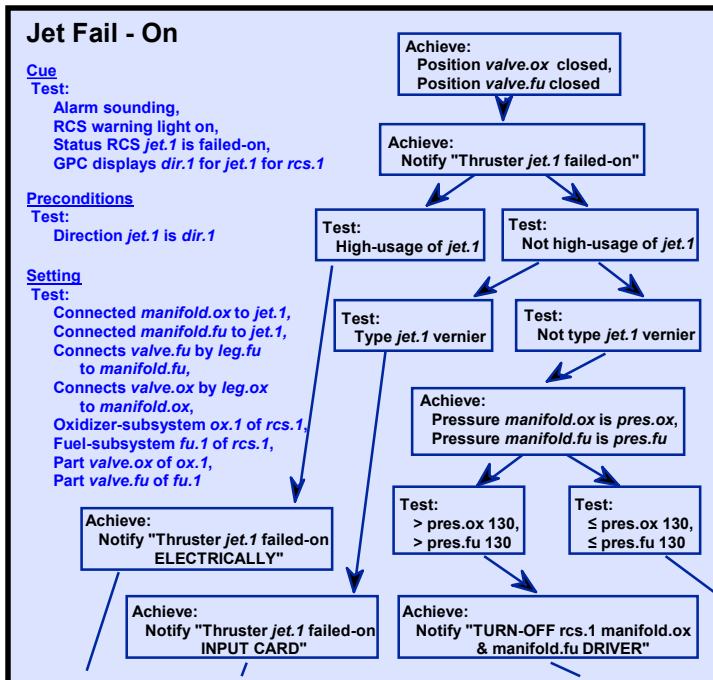 Jet Fail - On
Cue
Test:
Alarm sounding,
RCS warning light on,
Status RCS jet.1 is failed-on,
GPC displays dir.1 for jet.1 for rcs.1
Preconditions
Test:
Direction jet.1 is dir.1
Setting
Test:
Connected manifold.ox to jet.1,
Connected manifold.fu to jet.1,
Connects valve.fu by leg.fu
to manifold.fu,
Connects valve.ox by leg.ox
to manifold.ox,
Oxidizer-subsystem ox.1 of rcs.1,
Fuel-subsystem fu.1 of rcs.1,
Part valve.ox of ox.1,
Part valve.fu of fu.1
Achieve:
Position valve.ox closed,
Position valve.fu closed
Achieve:
Notify "Thruster jet.1 failed-on"
Test:
High-usage of jet.1
Test:
Not high-usage of jet.1
Test:
Type jet.1 vernier
Test:
Not type jet.1 vernier
Achieve:
Pressure manifold.ox is pres.ox,
Pressure manifold.fu is pres.fu
Test:
> pres.ox 130,
> pres.fu 130
Test:
≤ pres.ox 130,
≤ pres.fu 130
Achieve:
Notify "Thruster jet.1 failed-on
ELECTRICALLY"
Achieve:
Notify "Thruster jet.1 failed-on
INPUT CARD"
Achieve:
Notify "TURN-OFF rcs.1 manifold.ox
& manifold.fu DRIVER"